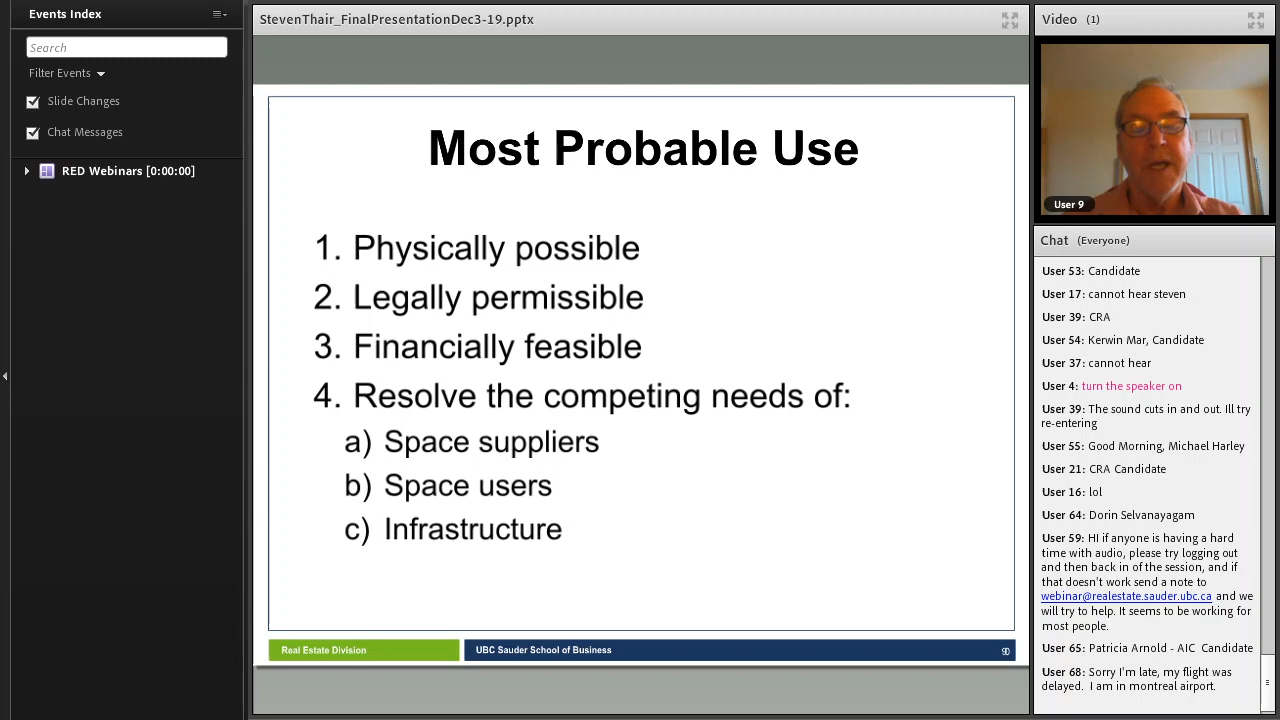 Events Index
Search
Filter Events
Slide Changes
Chat Messages
RED Webinars [0:00:00]
StevenThair_FinalPresentationDec3-19.pptx
Most Probable Use
1. Physically possible
2. Legally permissible
3. Financially feasible
4. Resolve the competing needs of:
a) Space suppliers
b) Space users
c) Infrastructure
Real Estate Division
UBC Sauder School of Business
90
Video (1)
User 9
Chat (Everyone)
User 53: Candidate
User 17: cannot hear steven
User 39: CRA
User 54: Kerwin Mar, Candidate
User 37: cannot hear
User 4: turn the speaker on
User 39: The sound cuts in and out. Ill try
re-entering
User 55: Good Morning, Michael Harley
User 21: CRA Candidate
User 16: lol
User 64: Dorin Selvanayagam
User 59: HI if anyone is having a hard
time with audio, please try logging out
and then back in of the session, and if
that doesn't work send a note to
webinar@realestate.sauder.ubc.ca and we
will try to help. It seems to be working for
most people.
User 65: Patricia Arnold - AIC Candidate
User 68: Sorry I'm late, my flight was
delayed. I am in montreal airport.